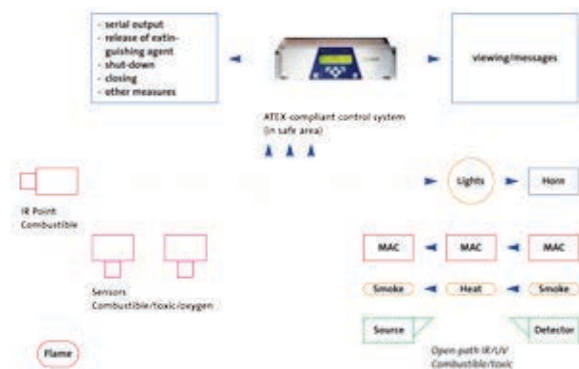 - serial output
- release of extin-
guishing agent
- shut-down
- closing
- other measures
viewing/messages
ATEX-compliant control system
(in safe area)
Lights
Horn
IR Point:
Combustible
MAC
MAC
MAC
Sensors
Combustible/toxic/oxygen
Smoke
Heat
Smoke
Source
Detector
Flame
Open-path IR/UV
Combustible/toxic